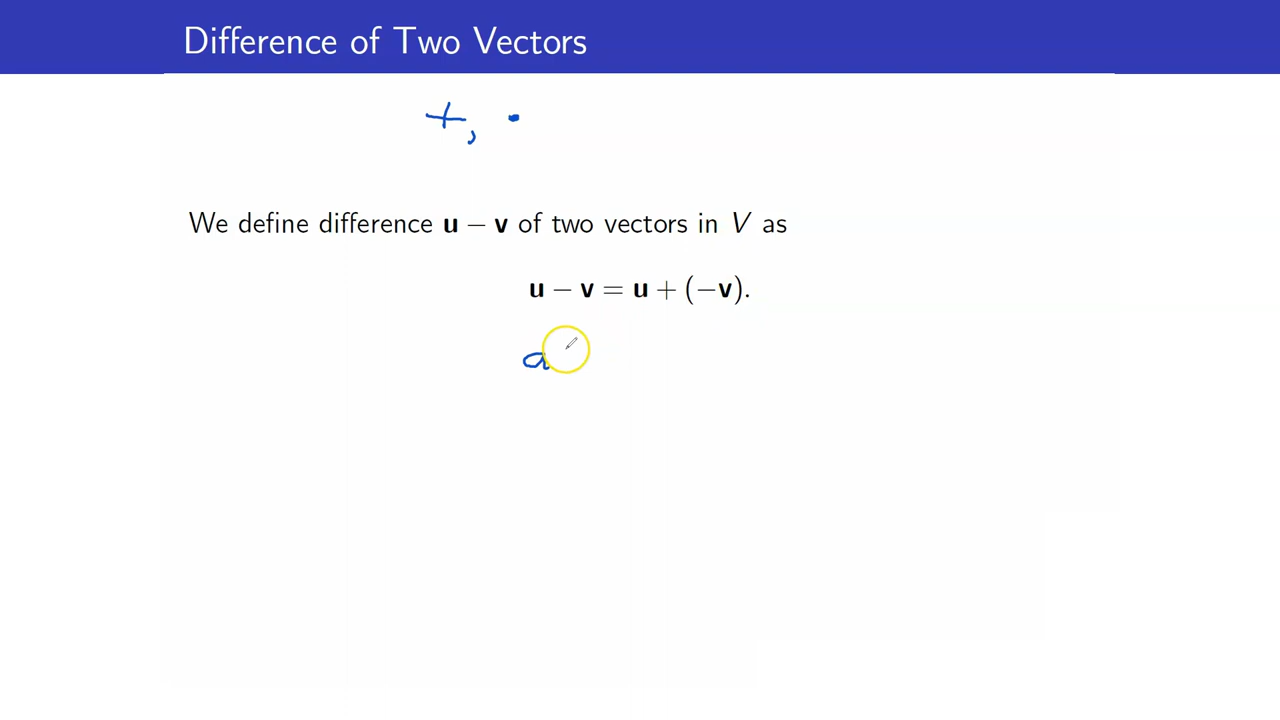 Difference of Two Vectors
+, •
We define difference u − v of two vectors in V as
u − v = u + (−v).
a